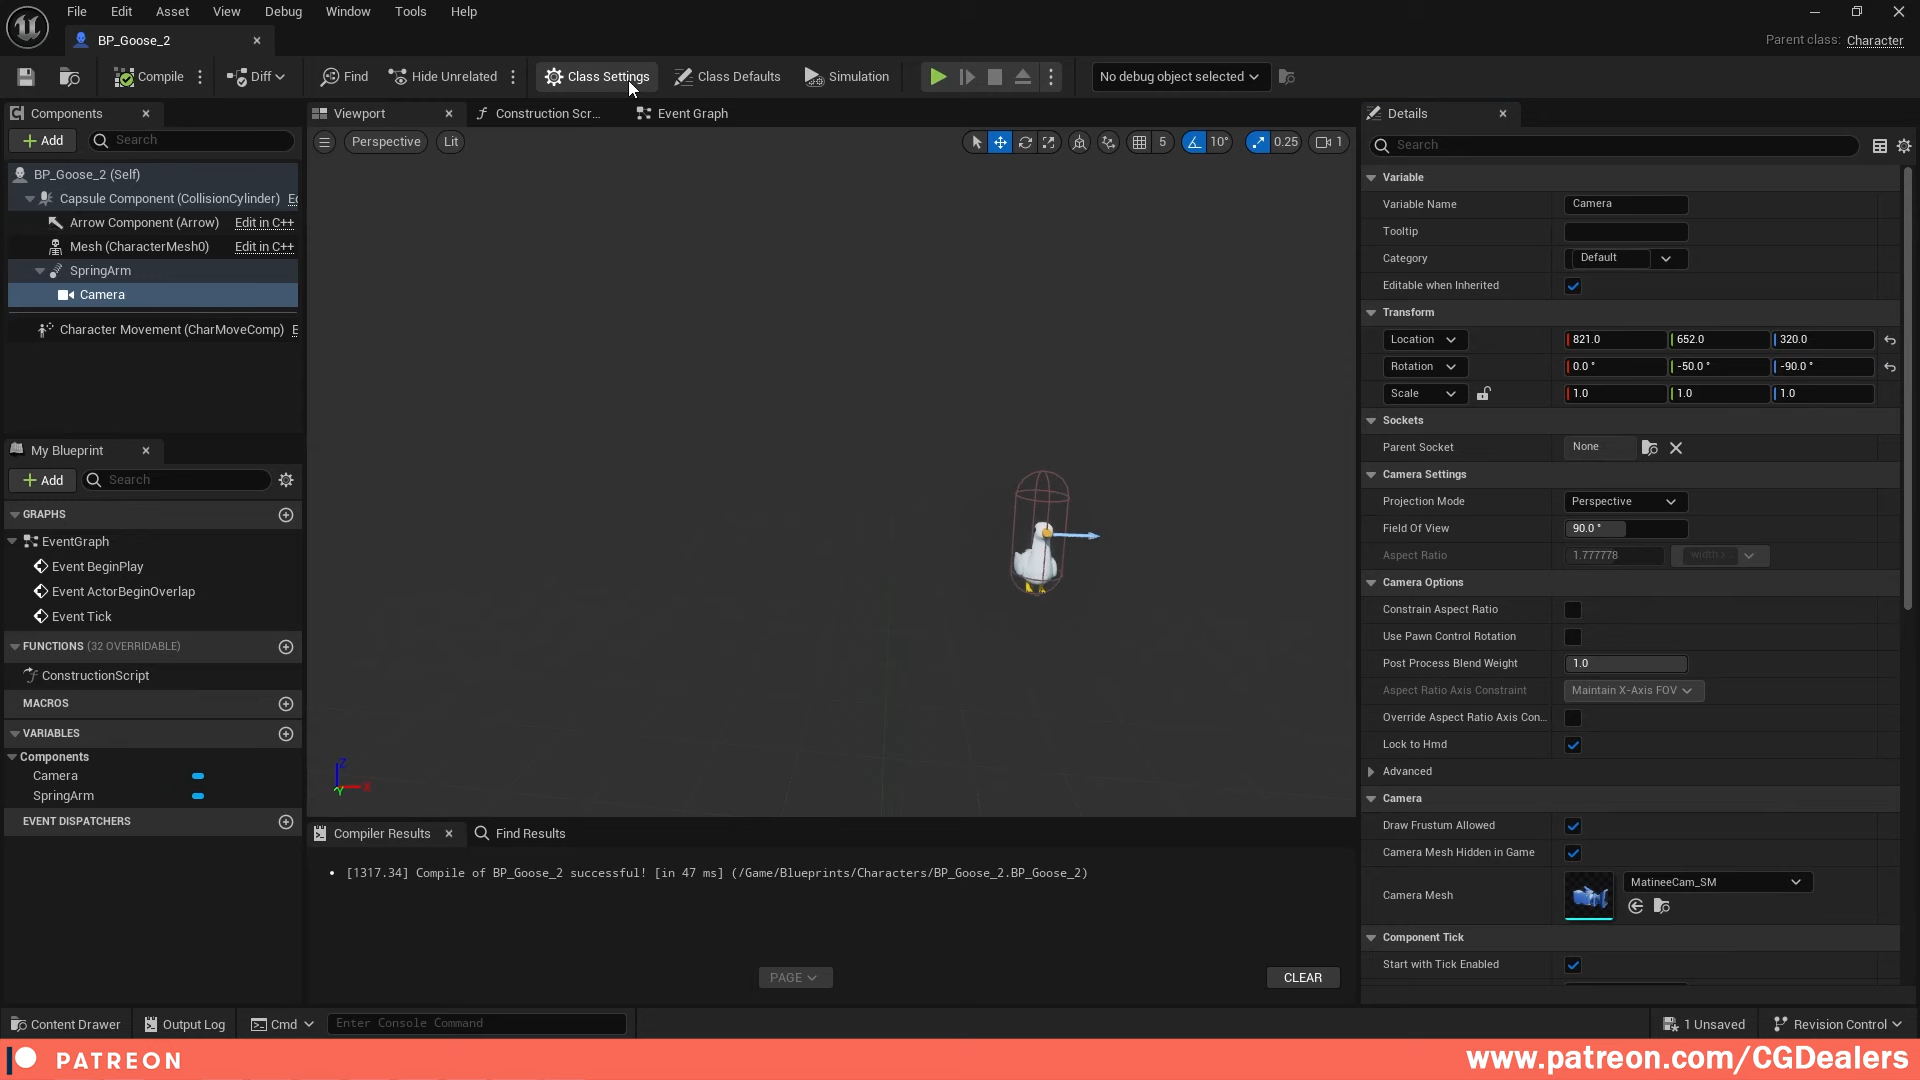 File Edit Asset View Debug Window Tools Help
BP_Goose_2
Parent class: Character
Compile Diff Find Hide Unrelated Class Settings Class Defaults Simulation No debug object selected
Components
Add Search
BP_Goose_2 (Self)
Capsule Component (CollisionCylinder)
Arrow Component (Arrow) Edit in C++
Mesh (CharacterMesh0) Edit in C++
SpringArm
Camera
Character Movement (CharMoveComp) E
My Blueprint
Add Search
GRAPHS
EventGraph
Event BeginPlay
Event ActorBeginOverlap
Event Tick
FUNCTIONS (32 OVERRIDABLE)
ConstructionScript
MACROS
VARIABLES
Components
Camera
SpringArm
EVENT DISPATCHERS
Viewport Construction Scr... Event Graph
Perspective Lit 5 10° 0.25 1
Z
X
Y
Compiler Results Find Results
[1317.34] Compile of BP_Goose_2 successful! [in 47 ms] (/Game/Blueprints/Characters/BP_Goose_2.BP_Goose_2)
PAGE CLEAR
Details
Search
Variable
Variable Name Camera
Tooltip
Category Default
Editable when Inherited
Transform
Location 821.0 652.0 320.0
Rotation 0.0 ° -50.0 ° -90.0 °
Scale 1.0 1.0 1.0
Sockets
Parent Socket None
Camera Settings
Projection Mode Perspective
Field Of View 90.0 °
Aspect Ratio 1.777778
Camera Options
Constrain Aspect Ratio
Use Pawn Control Rotation
Post Process Blend Weight 1.0
Aspect Ratio Axis Constraint Maintain X-Axis FOV
Override Aspect Ratio Axis Con...
Lock to Hmd
Advanced
Camera
Draw Frustum Allowed
Camera Mesh Hidden in Game
Camera Mesh MatineeCam_SM
Component Tick
Start with Tick Enabled
Content Drawer Output Log Cmd Enter Console Command 1 Unsaved Revision Control
PATREON www.patreon.com/CGDealers